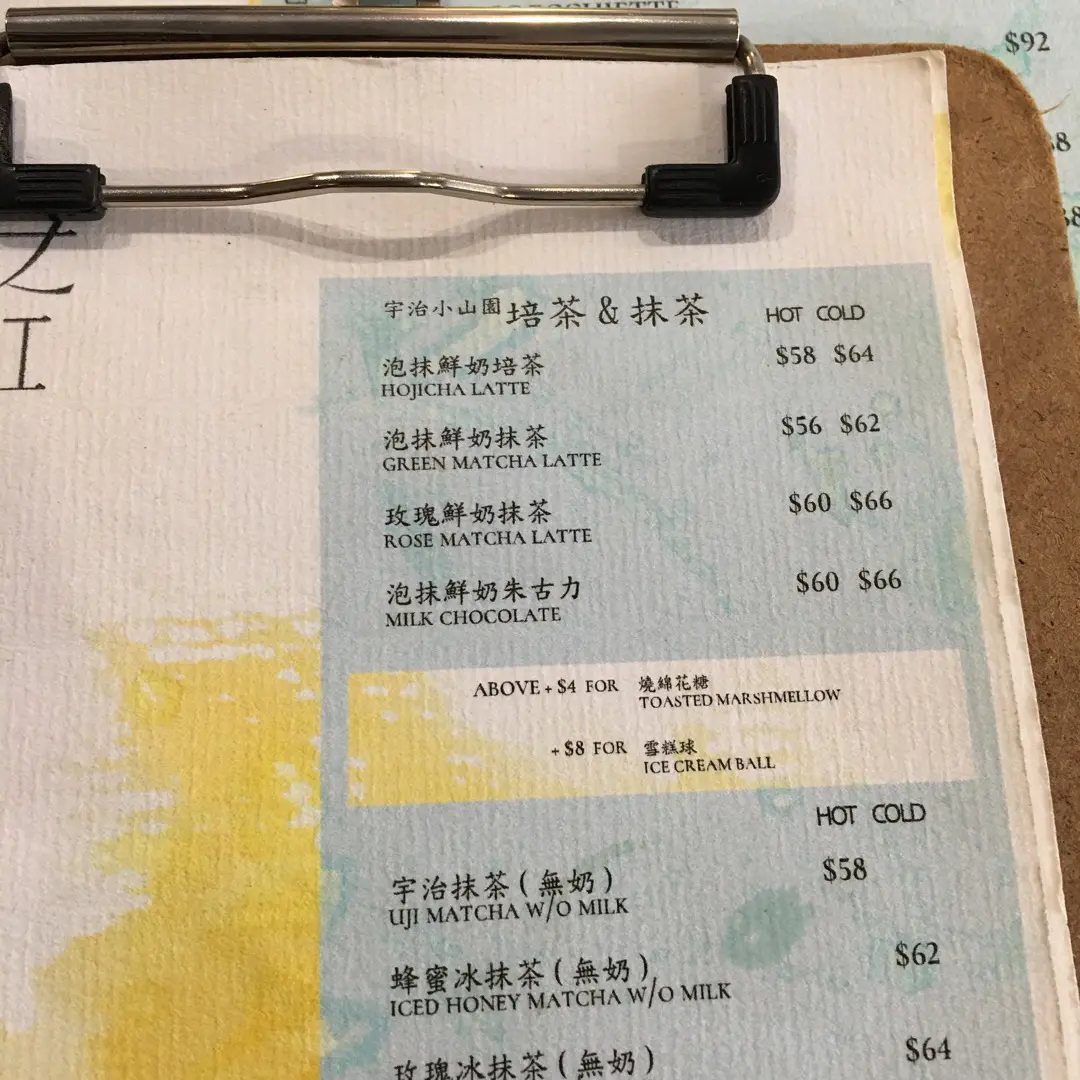 $92
之
江
宇治小山園 培茶 & 抹茶 HOT COLD
泡抹鮮奶培茶 $58 $64
HOJICHA LATTE
泡抹鮮奶抹茶 $56 $62
GREEN MATCHA LATTE
玫瑰鮮奶抹茶 $60 $66
ROSE MATCHA LATTE
泡抹鮮奶朱古力 $60 $66
MILK CHOCOLATE
ABOVE + $4 FOR 燒綿花糖
TOASTED MARSHMELLOW
+ $8 FOR 雪糕球
ICE CREAM BALL
HOT COLD
宇治抹茶 ( 無奶 ) $58
UJI MATCHA W/O MILK
蜂蜜冰抹茶 ( 無奶 ) $62
ICED HONEY MATCHA W/O MILK
玫瑰冰抹茶 ( 無奶 ) $64